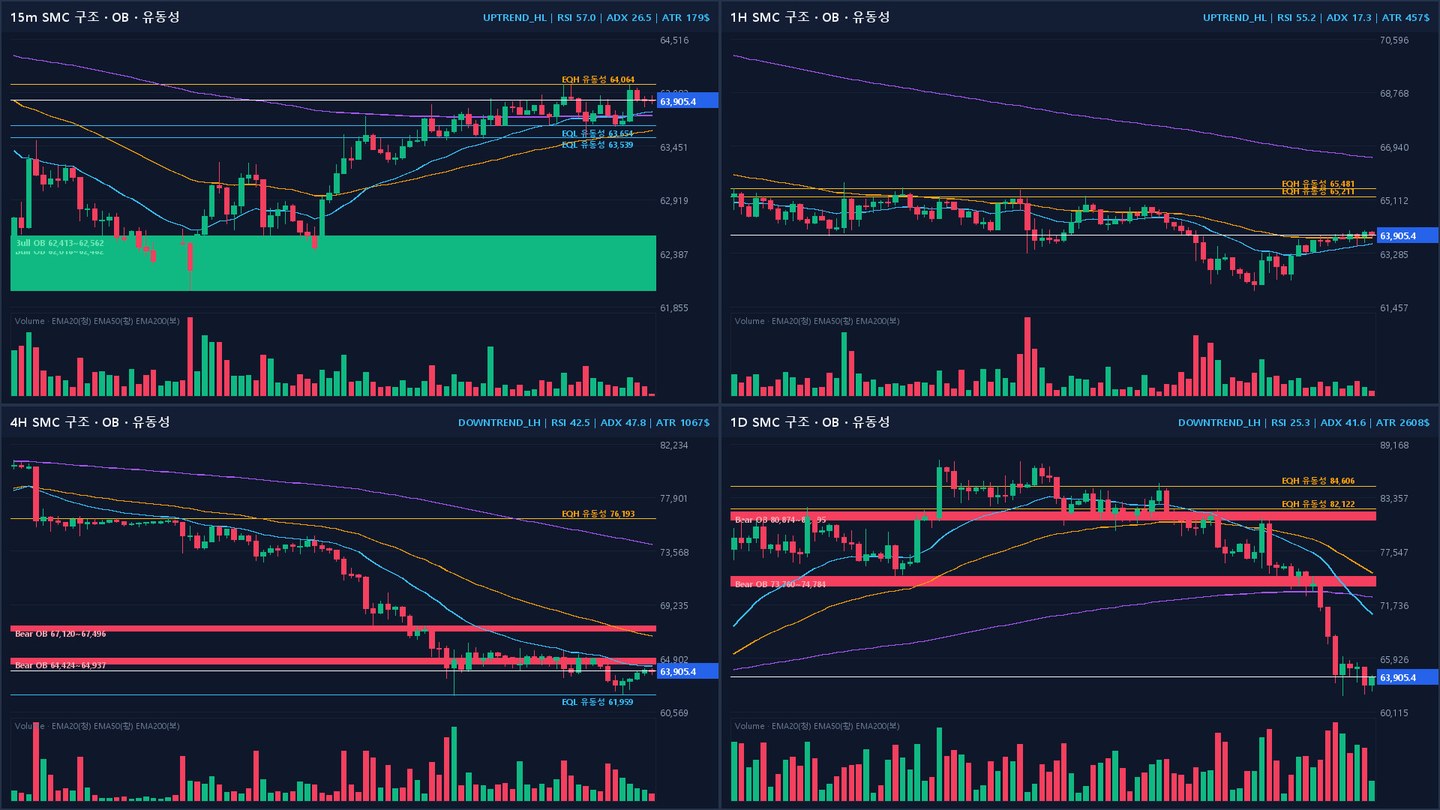 15m SMC 구조 · OB · 유동성
UPTREND_HL | RSI 57.0 | ADX 26.5 | ATR 179$
64,516
EQH 유동성 64,064
63,905.4
EQL 유동성 63,654
EQL 유동성 63,539
63,451
62,919
Bull OB 62,413~62,562
62,387
61,855
Volume · EMA20(청) EMA50(황) EMA200(보)
1H SMC 구조 · OB · 유동성
UPTREND_HL | RSI 55.2 | ADX 17.3 | ATR 457$
70,596
68,768
66,940
EQH 유동성 65,481
EQH 유동성 65,211
65,112
63,905.4
63,285
61,457
Volume · EMA20(청) EMA50(황) EMA200(보)
4H SMC 구조 · OB · 유동성
DOWNTREND_LH | RSI 42.5 | ADX 47.8 | ATR 1067$
82,234
77,901
EQH 유동성 76,193
73,568
69,235
Bear OB 67,120~67,496
64,902
Bear OB 64,424~64,937
63,905.4
EQL 유동성 61,959
60,569
Volume · EMA20(청) EMA50(황) EMA200(보)
1D SMC 구조 · OB · 유동성
DOWNTREND_LH | RSI 25.3 | ADX 41.6 | ATR 2608$
89,168
EQH 유동성 84,606
83,357
EQH 유동성 82,122
Bear OB
77,547
Bear OB 73,760~74,784
71,736
65,926
63,905.4
60,115
Volume · EMA20(청) EMA50(황) EMA200(보)